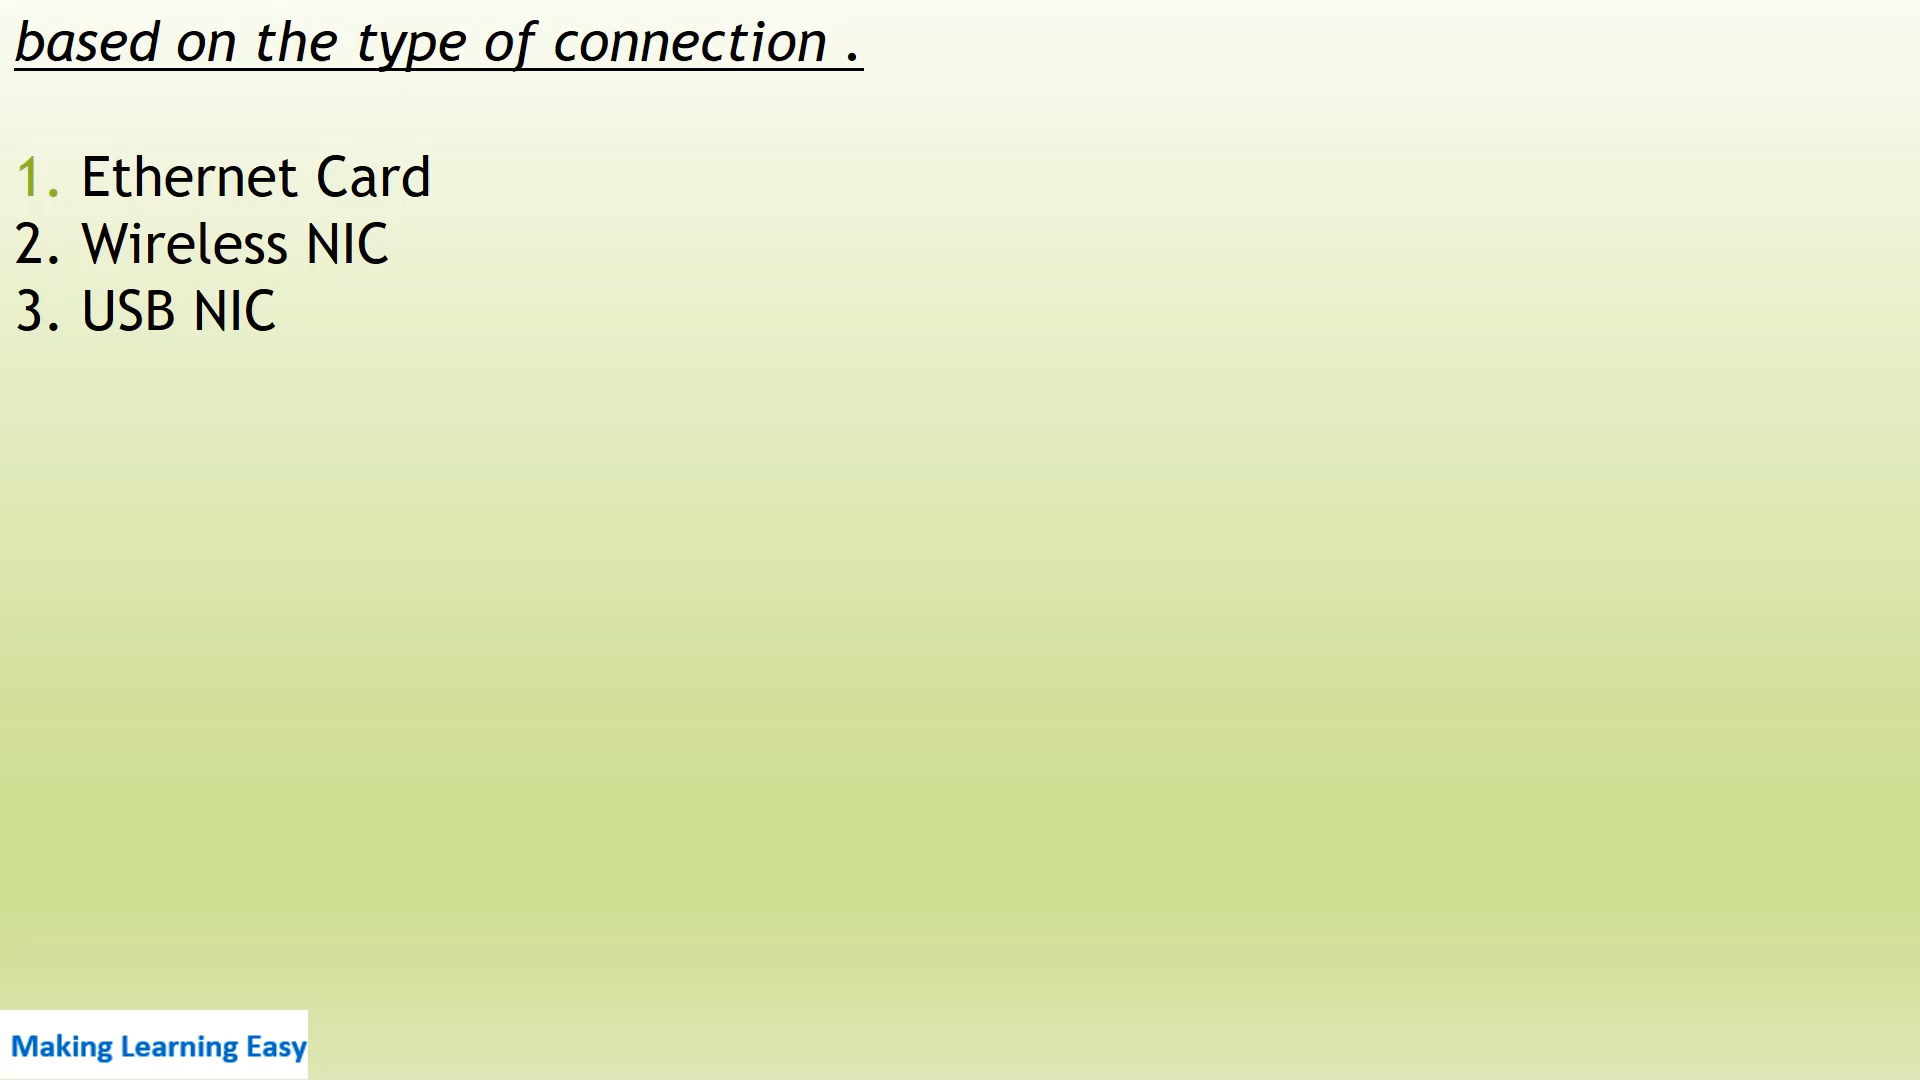 based on the type of connection .
1. Ethernet Card
2. Wireless NIC
3. USB NIC
Making Learning Easy